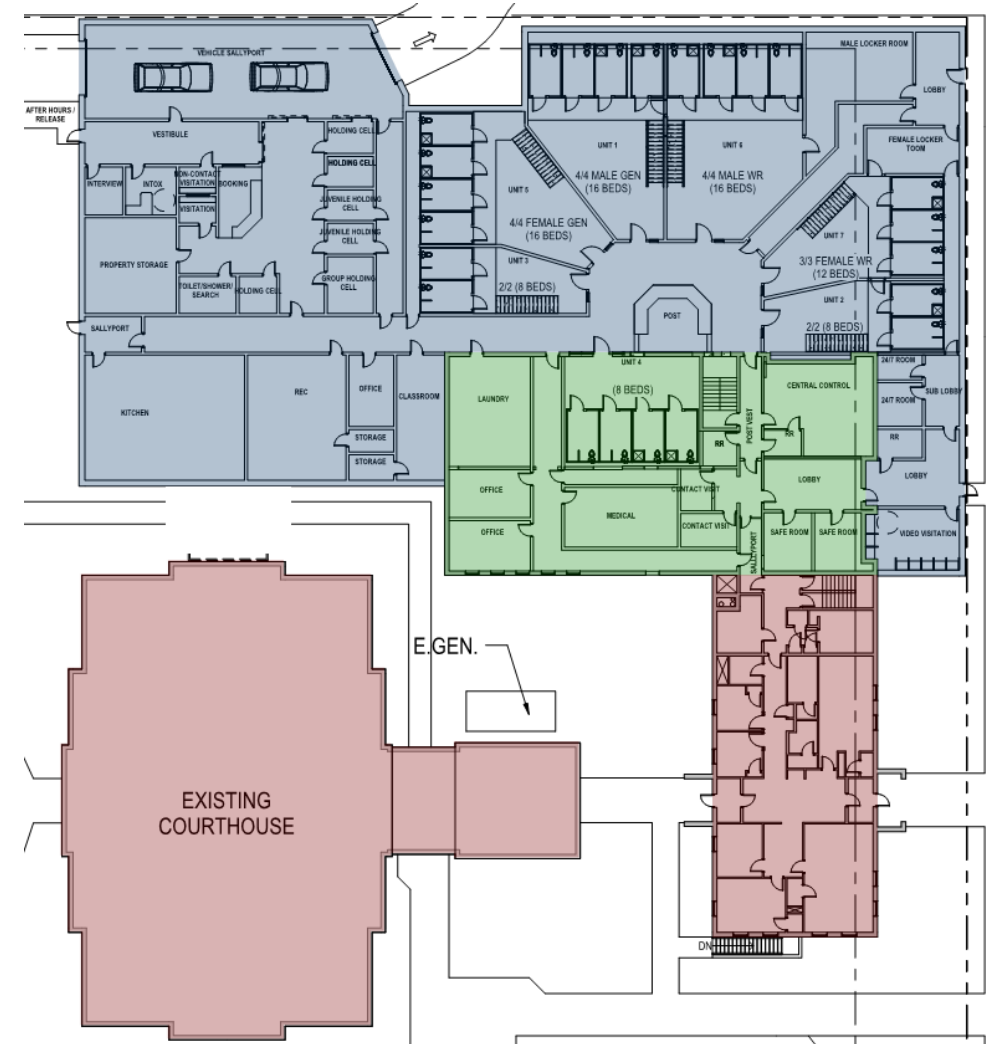 VEHICLE SALLYPORT
AFTER HOURS /
RELEASE
VESTIBULE
HOLDING CELL
HOLDING CELL
INTERVIEW
INTOX
NON-CONTACT
VISITATION
BOOKING
VISITATION
JUVENILE HOLDING
CELL
JUVENILE HOLDING
CELL
PROPERTY STORAGE
GROUP HOLDING
CELL
TOILET/SHOWER/
SEARCH
HOLDING CELL
SALLYPORT
MALE LOCKER ROOM
LOBBY
FEMALE LOCKER
TOOM
UNIT 1
4/4 MALE GEN
(16 BEDS)
UNIT 6
4/4 MALE WR
(16 BEDS)
UNIT 5
4/4 FEMALE GEN
(16 BEDS)
UNIT 3
2/2 (8 BEDS)
UNIT 7
3/3 FEMALE WR
(12 BEDS)
UNIT 2
2/2 (8 BEDS)
POST
KITCHEN
REC
OFFICE
CLASSROOM
STORAGE
STORAGE
LAUNDRY
UNIT 4
(8 BEDS)
RR
POST VEST
CENTRAL CONTROL
RR
24/7 ROOM
24/7 ROOM
SUB LOBBY
RR
LOBBY
OFFICE
OFFICE
MEDICAL
CONTACT VISIT
CONTACT VISIT
SALLYPORT
LOBBY
SAFE ROOM
SAFE ROOM
VIDEO VISITATION
E.GEN.
EXISTING
COURTHOUSE
DN